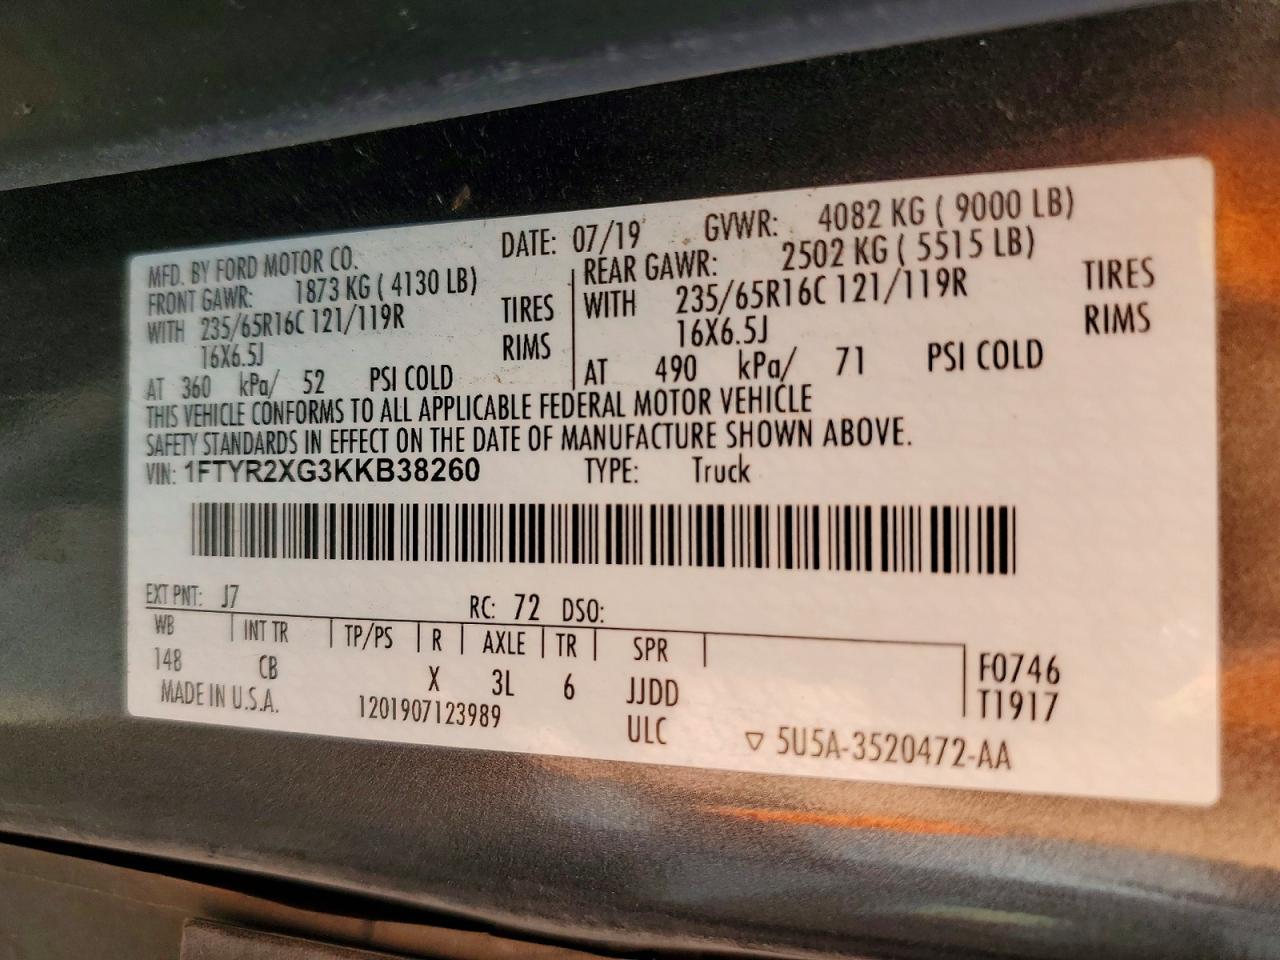 MFD. BY FORD MOTOR CO. DATE: 07/19 GVWR: 4082 KG ( 9000 LB)
FRONT GAWR: 1873 KG ( 4130 LB) REAR GAWR: 2502 KG ( 5515 LB)
WITH 235/65R16C 121/119R TIRES WITH 235/65R16C 121/119R TIRES
16X6.5J RIMS 16X6.5J RIMS
AT 360 kPa/ 52 PSI COLD AT 490 kPa/ 71 PSI COLD
THIS VEHICLE CONFORMS TO ALL APPLICABLE FEDERAL MOTOR VEHICLE
SAFETY STANDARDS IN EFFECT ON THE DATE OF MANUFACTURE SHOWN ABOVE.
VIN: 1FTYR2XG3KKB38260 TYPE: Truck
EXT PNT: J7 RC: 72 DSO:
WB INT TR TP/PS R AXLE TR SPR
148 CB X 3L 6 JJDD F0746
T1917
MADE IN U.S.A. 1201907123989 ULC ▽ 5U5A-3520472-AA